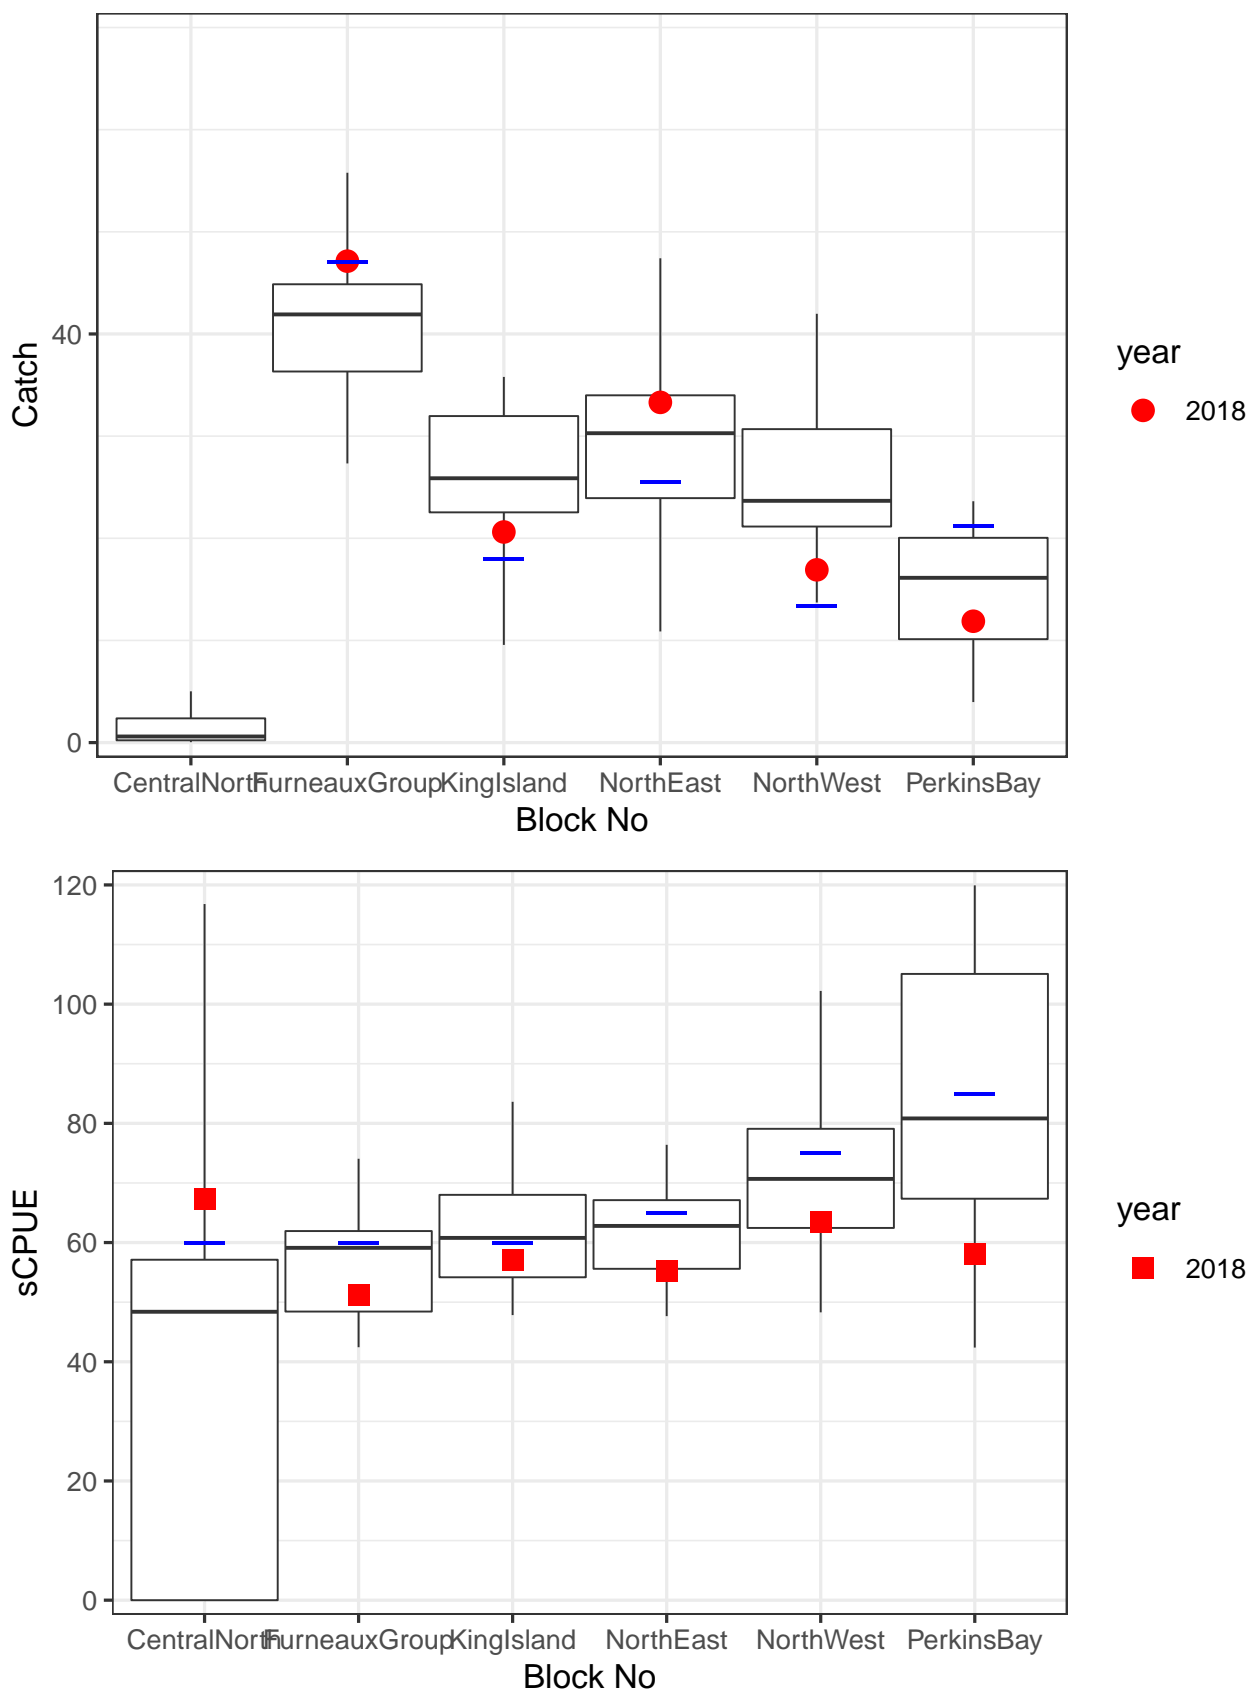 Catch
40
0
CentralNorth FurneauxGroup KingIsland NorthEast NorthWest PerkinsBay
Block No
year
2018
sCPUE
120
100
80
60
40
20
0
CentralNorth FurneauxGroup KingIsland NorthEast NorthWest PerkinsBay
Block No
year
2018